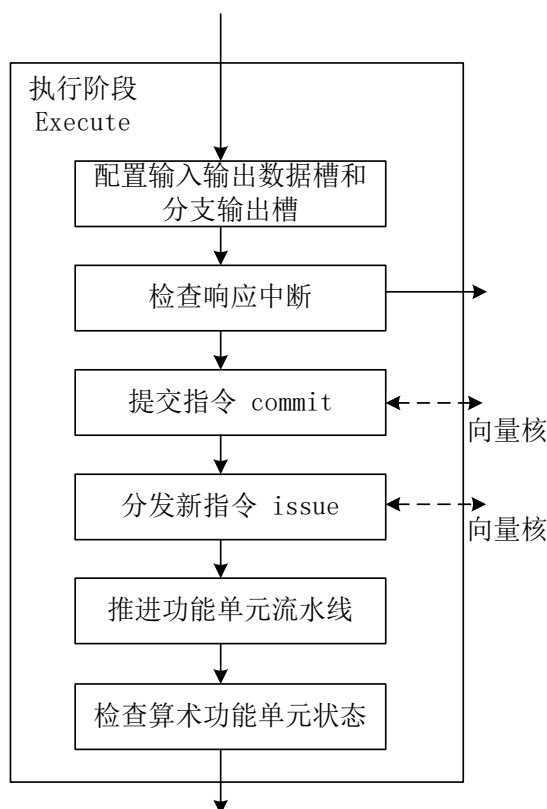 执行阶段
Execute
配置输入输出数据槽和
分支输出槽
检查响应中断
提交指令 commit
向量核
分发新指令 issue
向量核
推进功能单元流水线
检查算术功能单元状态